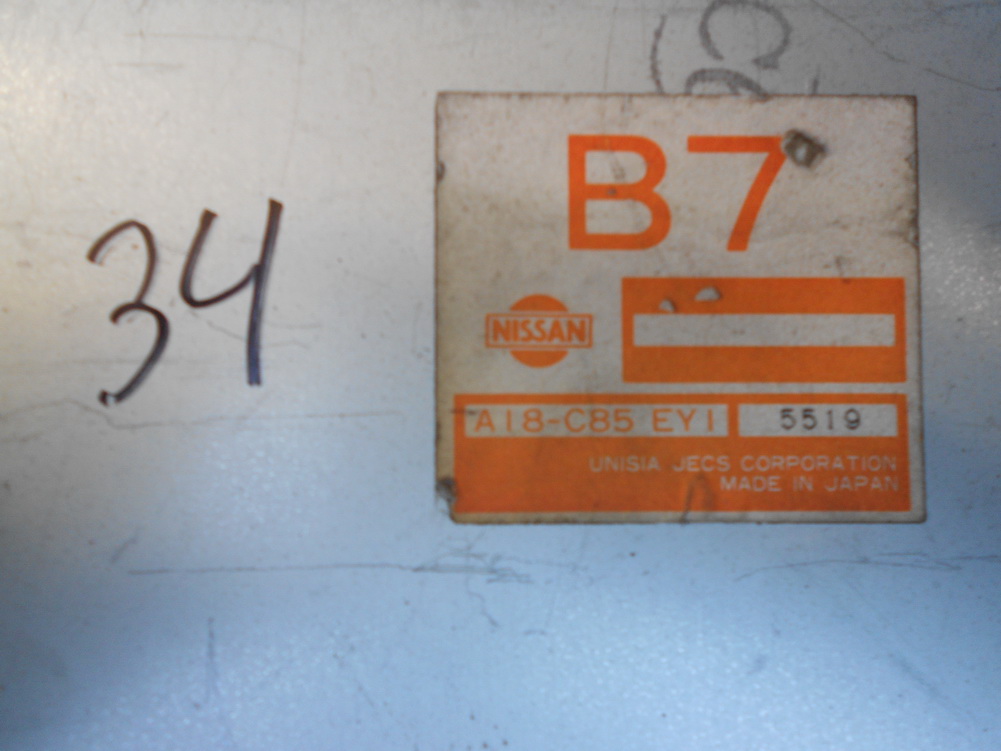 34
B7
NISSAN
A18-C85 EY1
5519
UNISIA JECS CORPORATION
MADE IN JAPAN